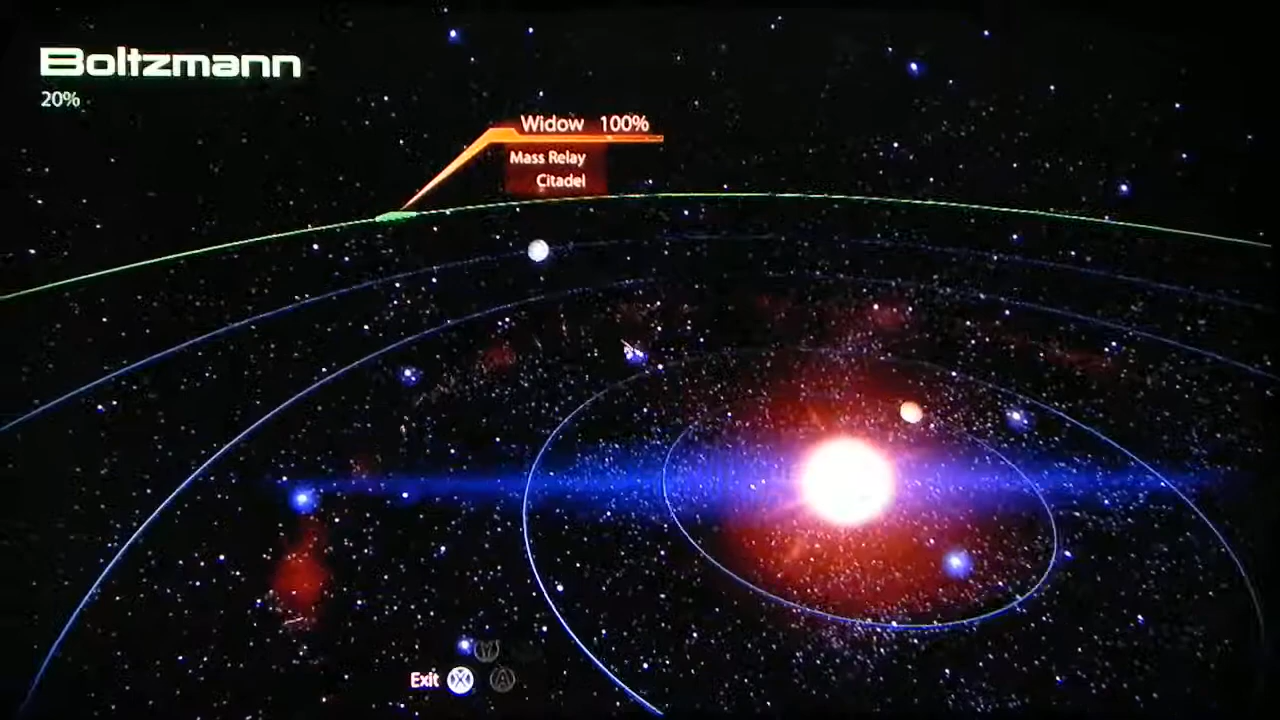 Boltzmann
20%
Widow 100%
Mass Relay
Citadel
Y
Exit X A